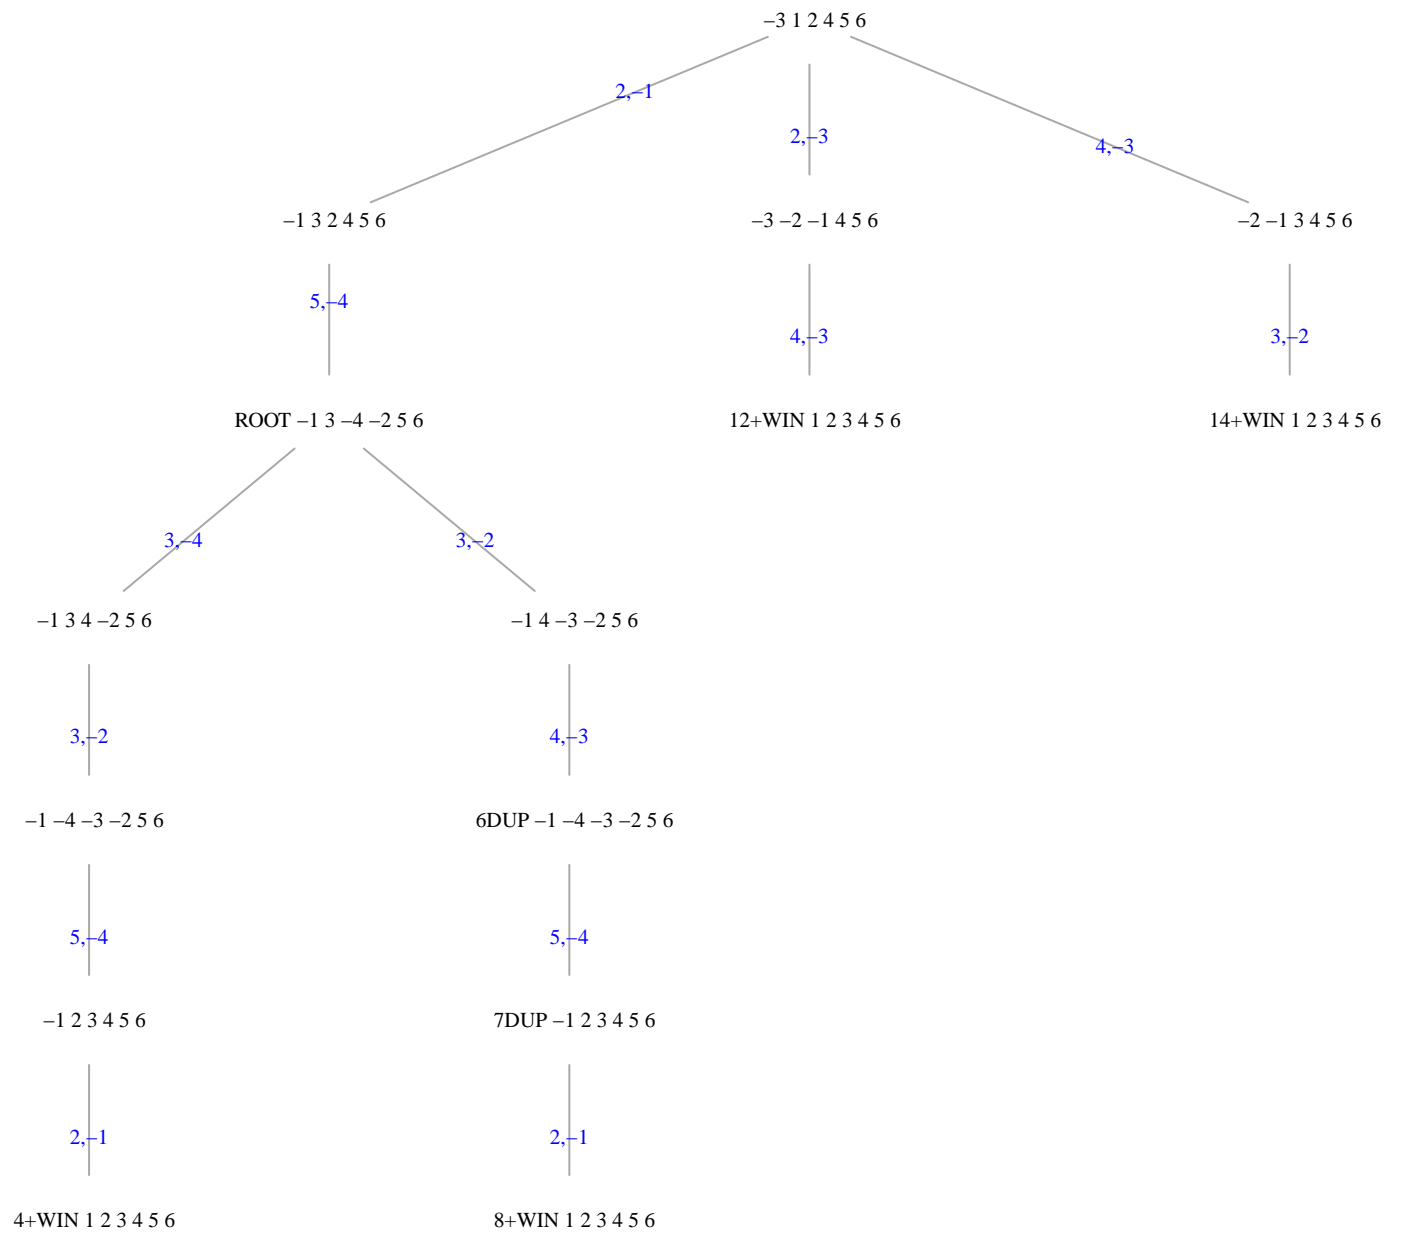 –3 1 2 4 5 6
2,–1
2,–3
4,–3
–1 3 2 4 5 6
–3 –2 –1 4 5 6
–2 –1 3 4 5 6
5,–4
4,–3
3,–2
ROOT –1 3 –4 –2 5 6
12+WIN 1 2 3 4 5 6
14+WIN 1 2 3 4 5 6
3,–4
3,–2
–1 3 4 –2 5 6
–1 4 –3 –2 5 6
3,–2
4,–3
–1 –4 –3 –2 5 6
6DUP –1 –4 –3 –2 5 6
5,–4
5,–4
–1 2 3 4 5 6
7DUP –1 2 3 4 5 6
2,–1
2,–1
4+WIN 1 2 3 4 5 6
8+WIN 1 2 3 4 5 6